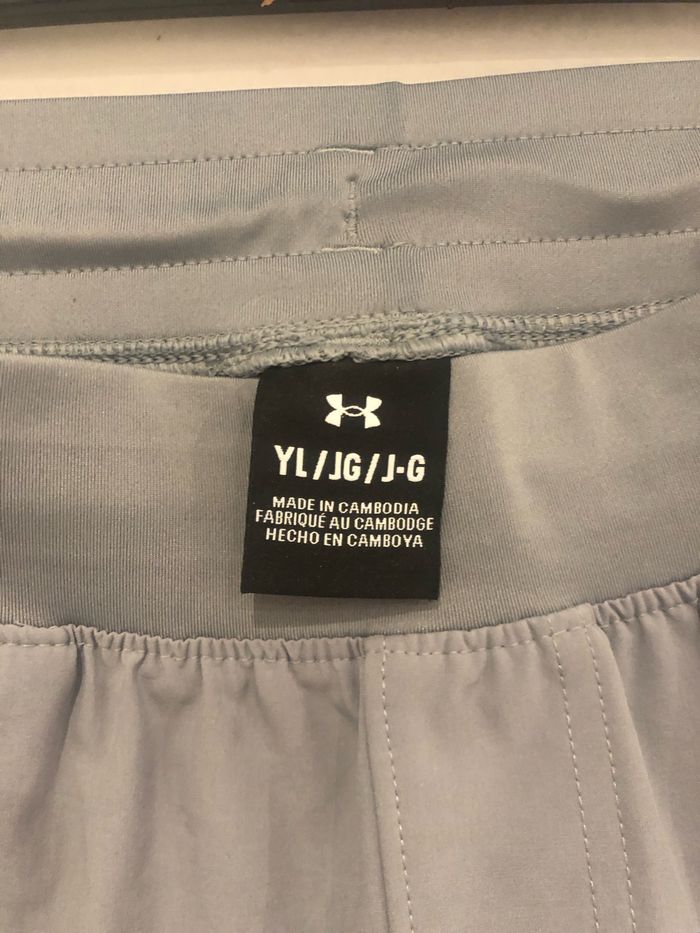 YL/JG/J-G
MADE IN CAMBODIA
FABRIQUÉ AU CAMBODGE
HECHO EN CAMBOYA